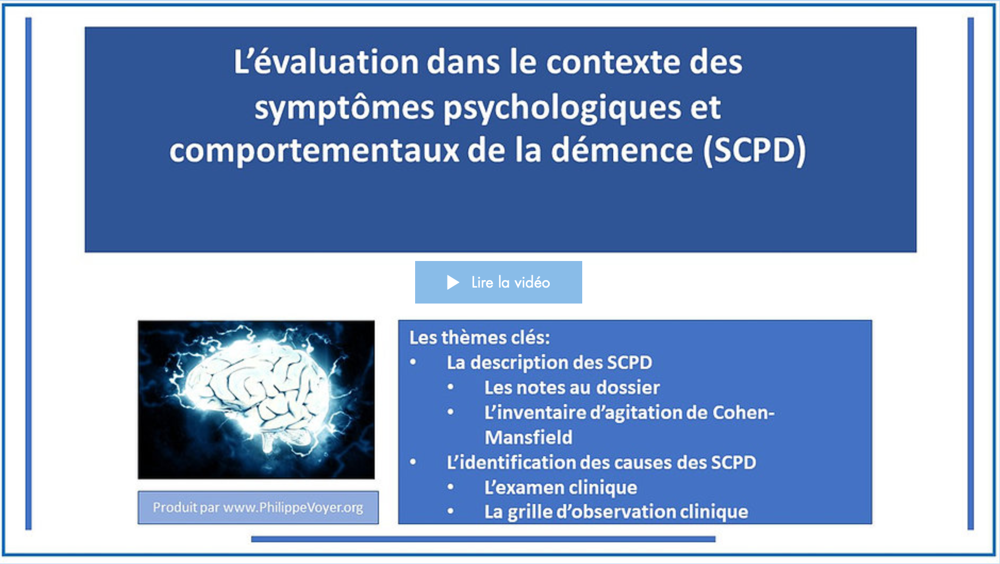 L’évaluation dans le contexte des
symptômes psychologiques et
comportementaux de la démence (SCPD)
Lire la vidéo
Les thèmes clés:
• La description des SCPD
• Les notes au dossier
• L’inventaire d’agitation de Cohen-
Mansfield
• L’identification des causes des SCPD
• L’examen clinique
• La grille d’observation clinique
Produit par www.PhilippeVoyer.org